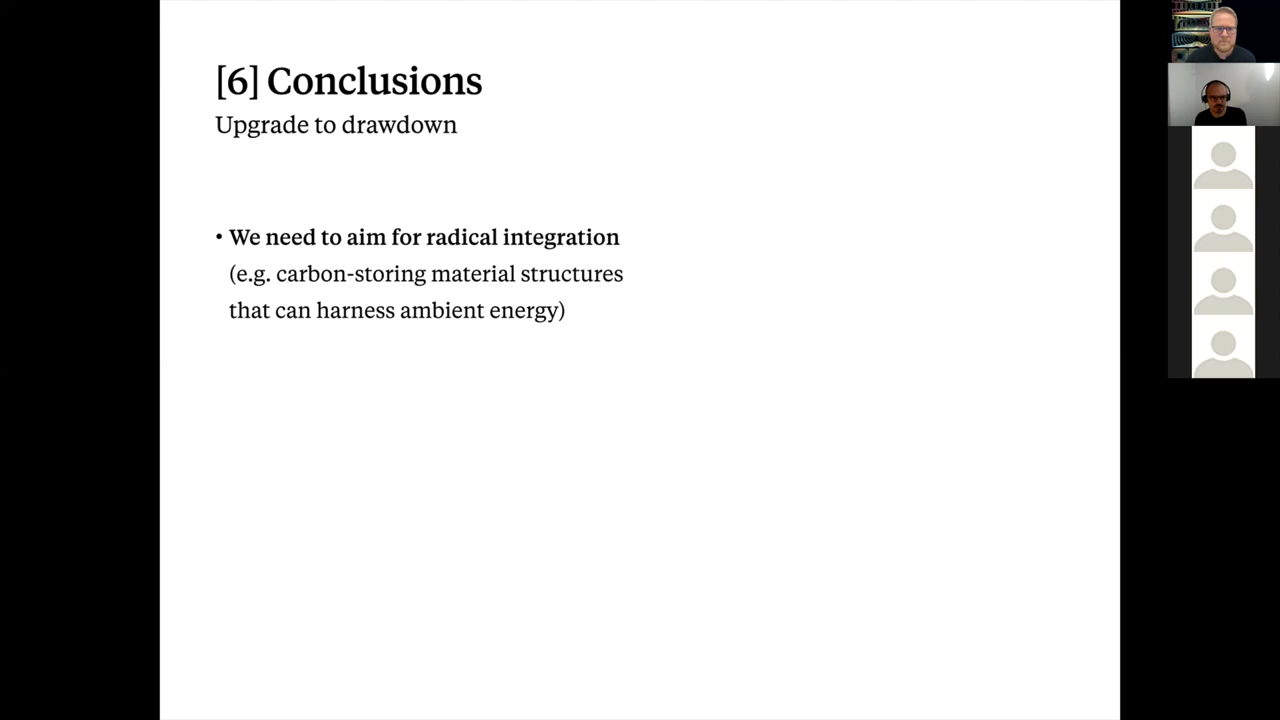 [6] Conclusions
Upgrade to drawdown
• We need to aim for radical integration
(e.g. carbon-storing material structures
that can harness ambient energy)